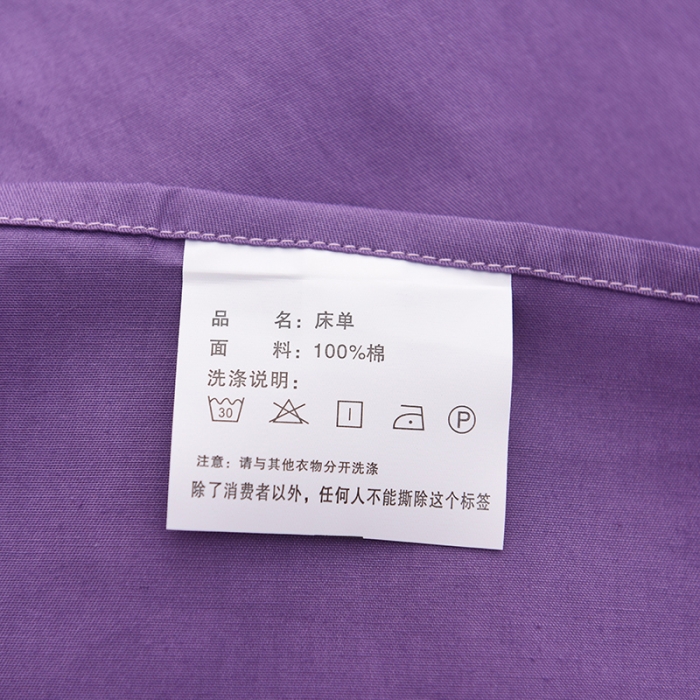 品 名：床单
面 料：100%棉
洗涤说明：
30 P
注意：请与其他衣物分开洗涤
除了消费者以外，任何人不能撕除这个标签